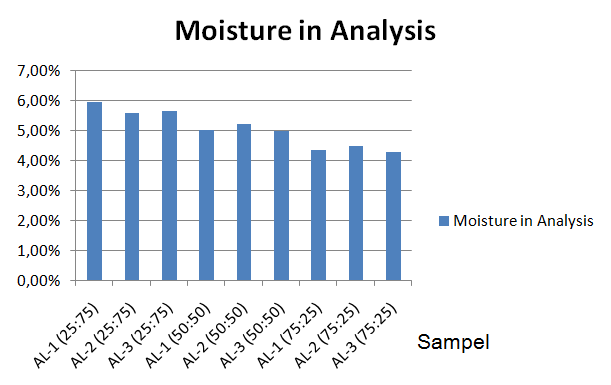 Moisture in Analysis
7,00%
6,00%
5,00%
4,00%
3,00%
2,00%
1,00%
0,00%
AL-1 (25:75)
AL-2 (25:75)
AL-3 (25:75)
AL-1 (50:50)
AL-2 (50:50)
AL-3 (50:50)
AL-1 (75:25)
AL-2 (75:25)
AL-3 (75:25)
Sampel
Moisture in Analysis